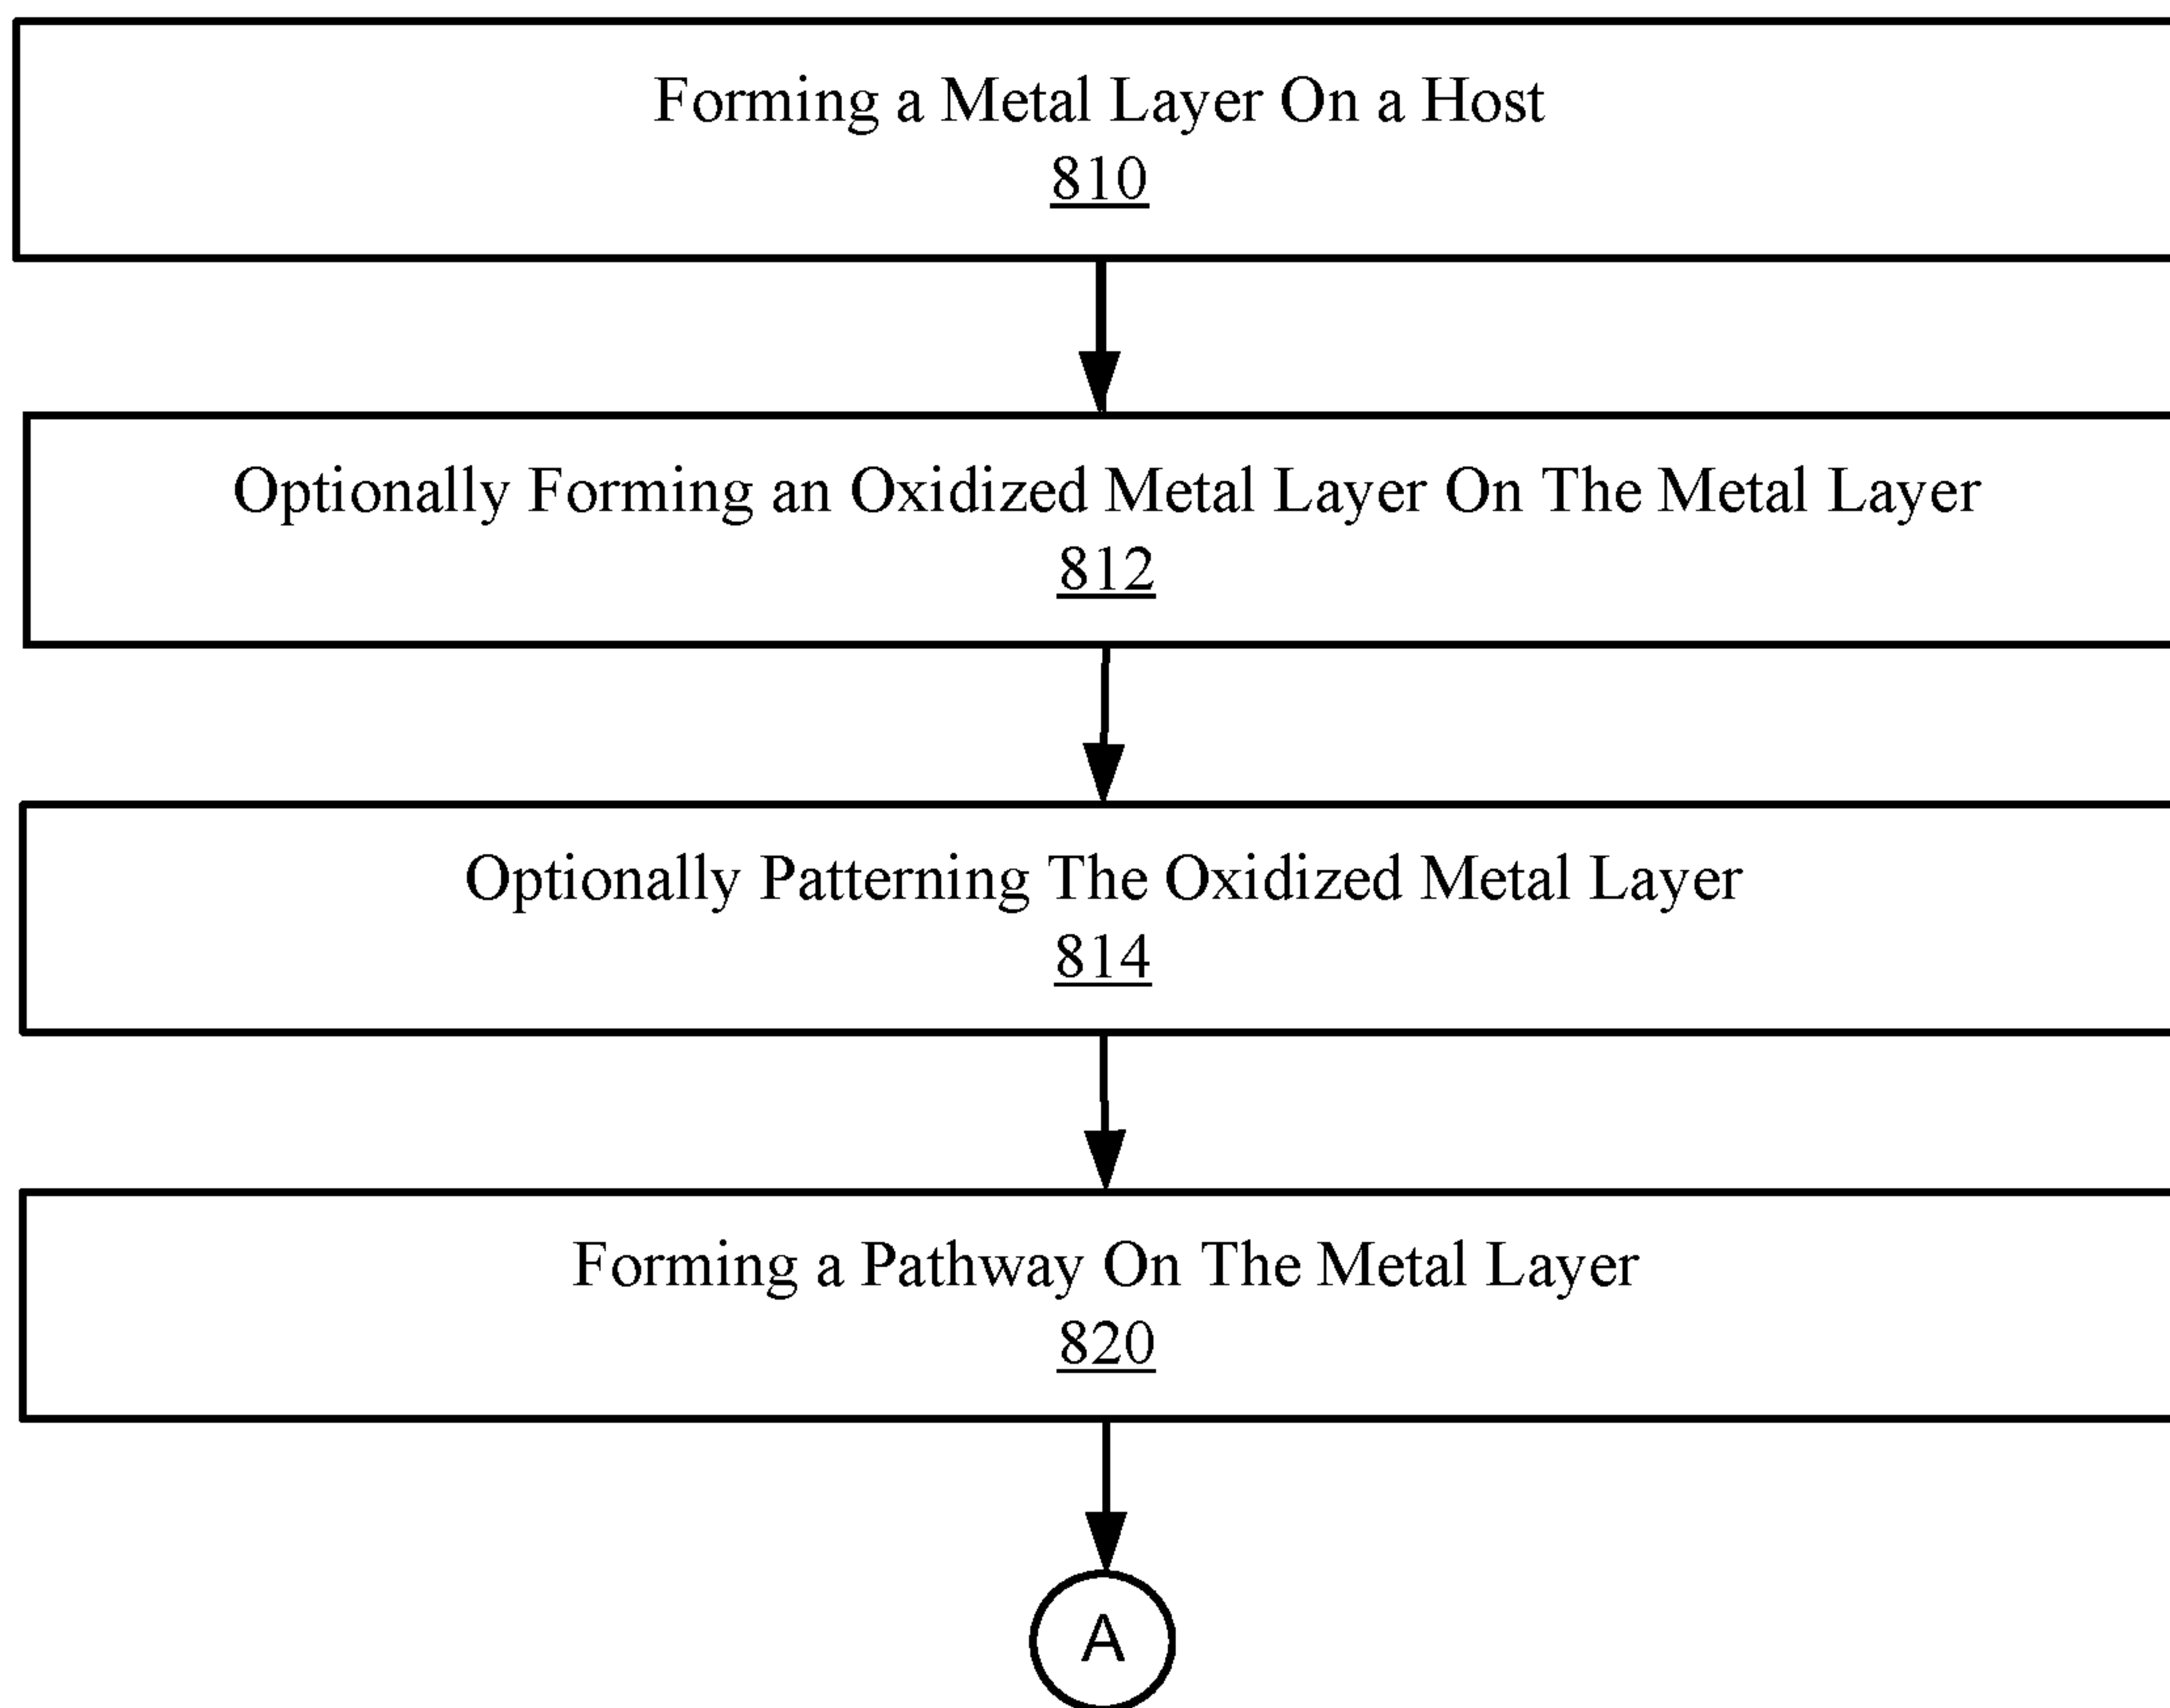 Forming a Metal Layer On a Host
810
Optionally Forming an Oxidized Metal Layer On The Metal Layer
812
Optionally Patterning The Oxidized Metal Layer
814
Forming a Pathway On The Metal Layer
820
A